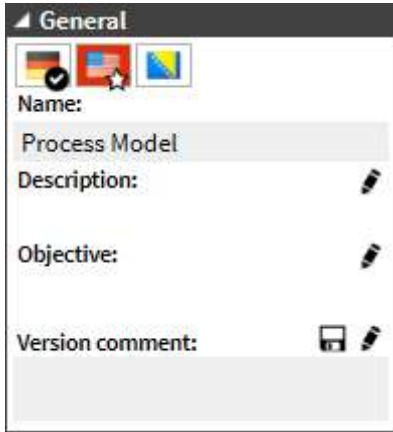 General
Name:
Process Model
Description:
Objective:
Version comment: